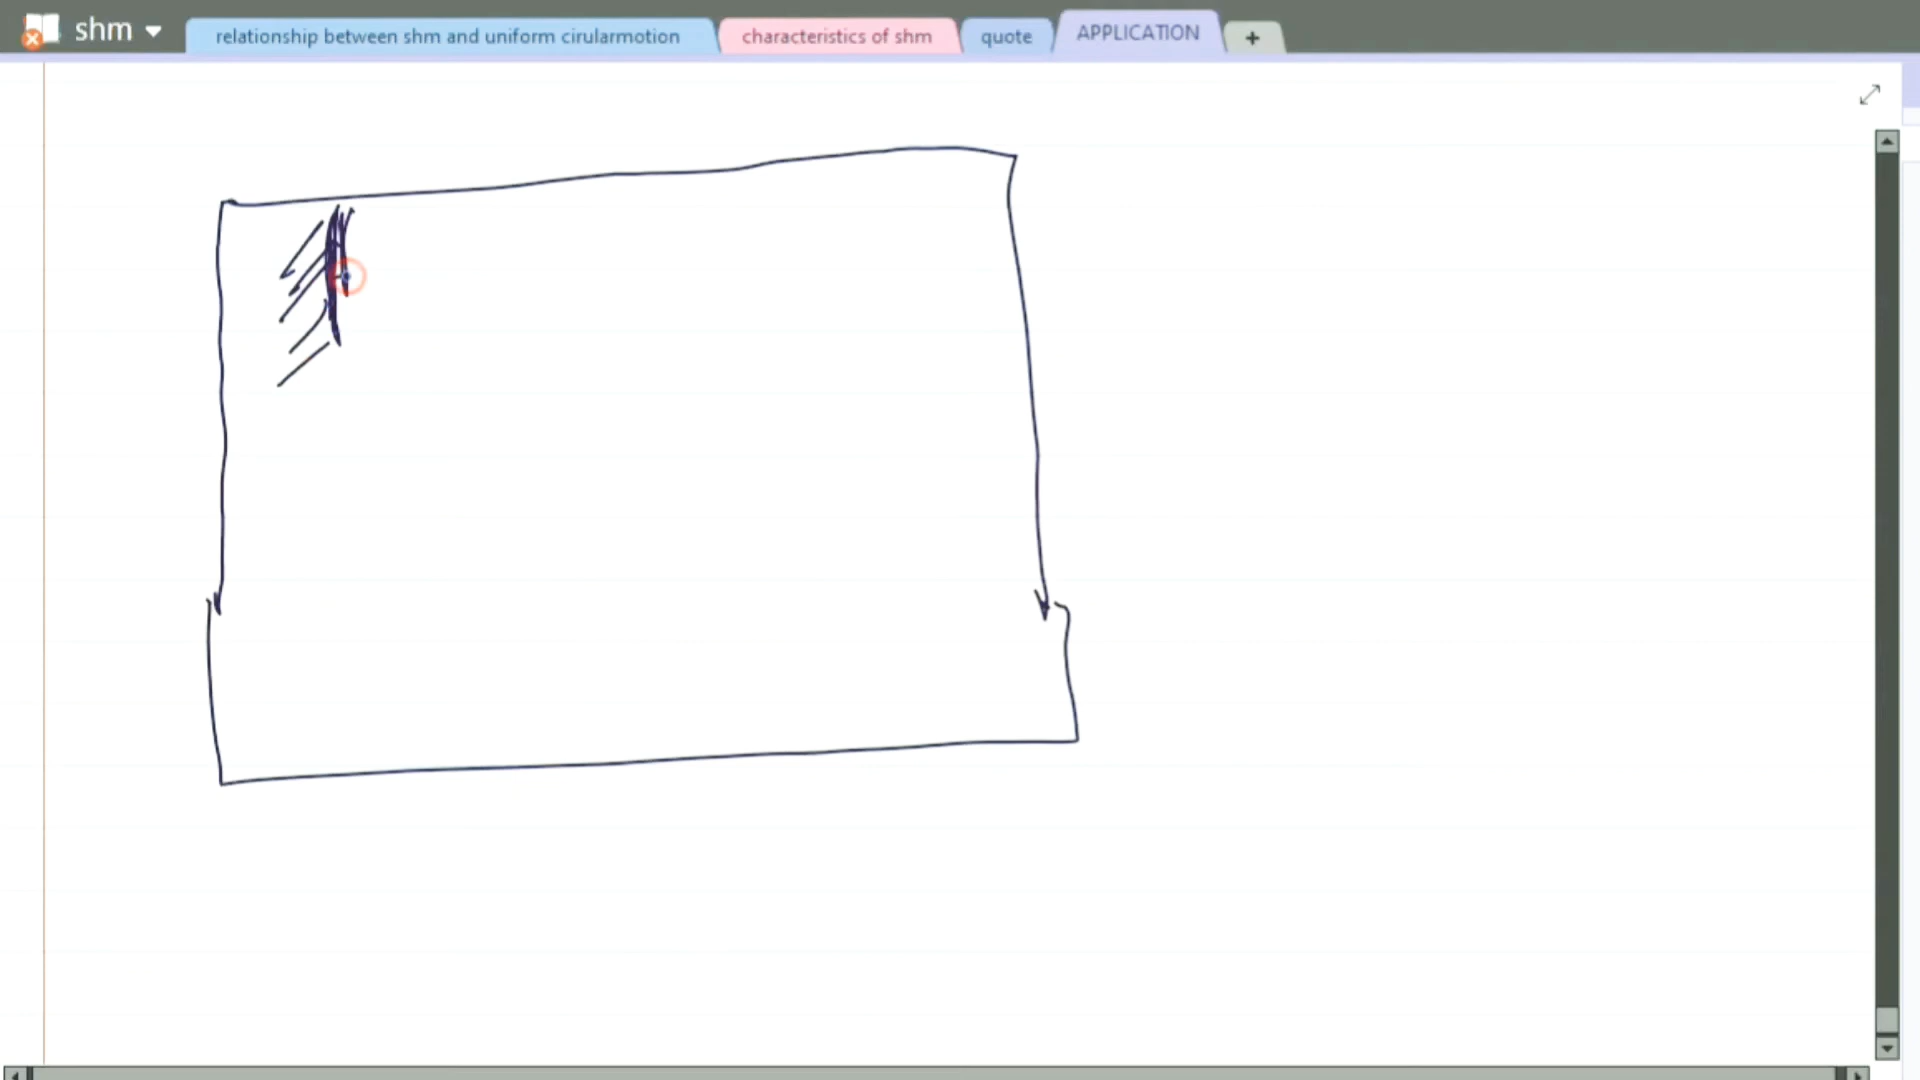 shm
relationship between shm and uniform cirularmotion
characteristics of shm
quote
APPLICATION
+